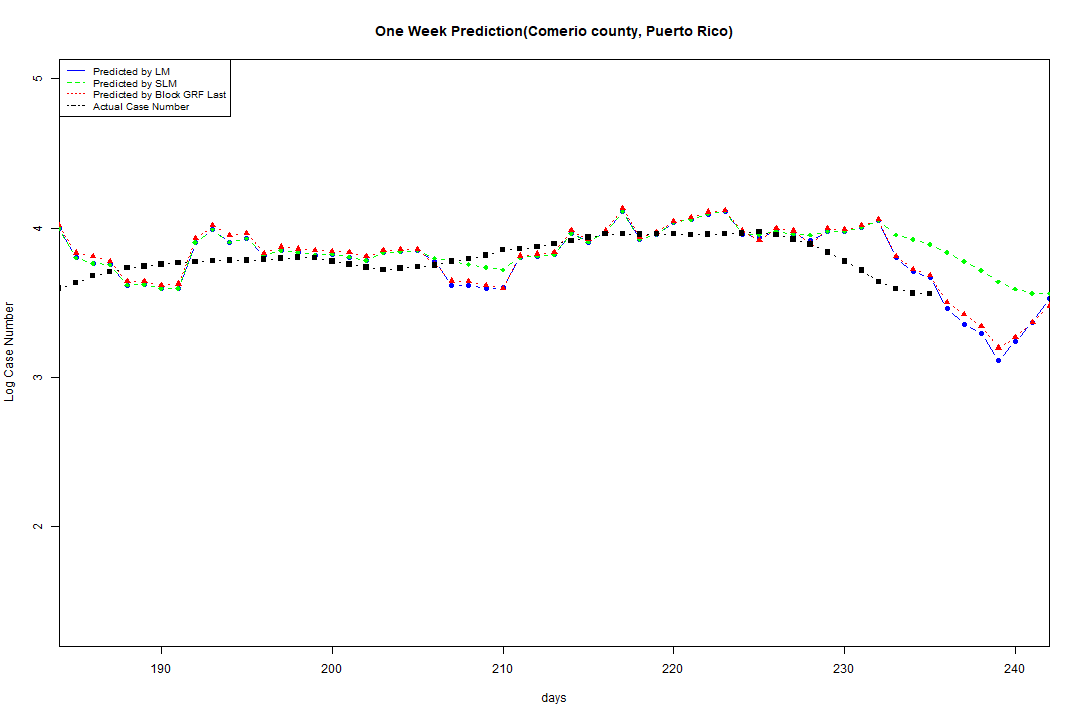 One Week Prediction(Comerio county, Puerto Rico)
Predicted by LM
Predicted by SLM
Predicted by Block GRF Last
Actual Case Number
5
4
3
2
Log Case Number
190 200 210 220 230 240
days